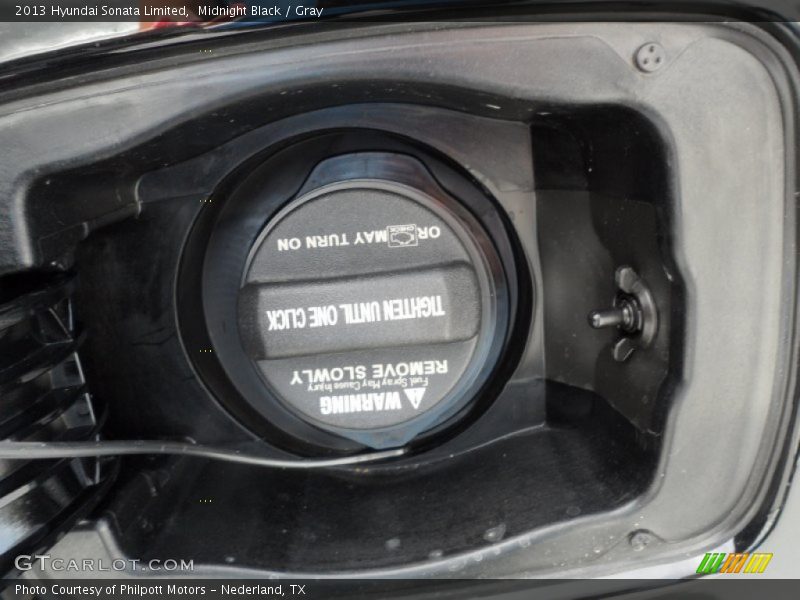 2013 Hyundai Sonata Limited,  Midnight Black / Gray
WARNING
Fuel Spray May Cause Injury
REMOVE SLOWLY
TIGHTEN UNTIL ONE CLICK
OR CHECK MAY TURN ON
GTCARLOT.COM
Photo Courtesy of Philpott Motors - Nederland, TX